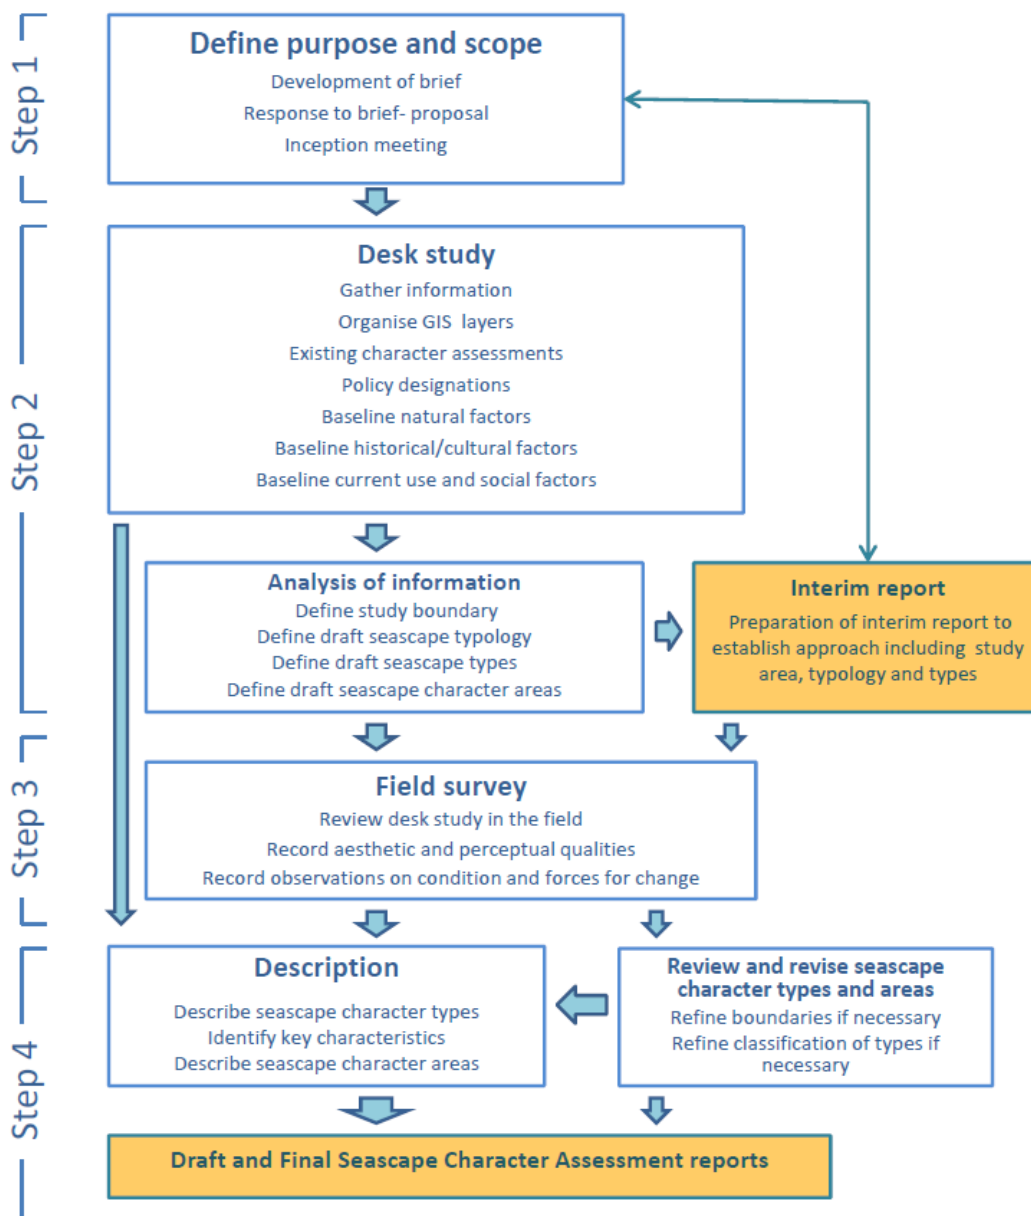 Step 1
Define purpose and scope
Development of brief
Response to brief- proposal
Inception meeting
Step 2
Desk study
Gather information
Organise GIS layers
Existing character assessments
Policy designations
Baseline natural factors
Baseline historical/cultural factors
Baseline current use and social factors
Analysis of information
Define study boundary
Define draft seascape typology
Define draft seascape types
Define draft seascape character areas
Interim report
Preparation of interim report to
establish approach including study
area, typology and types
Step 3
Field survey
Review desk study in the field
Record aesthetic and perceptual qualities
Record observations on condition and forces for change
Step 4
Description
Describe seascape character types
Identify key characteristics
Describe seascape character areas
Review and revise seascape
character types and areas
Refine boundaries if necessary
Refine classification of types if
necessary
Draft and Final Seascape Character Assessment reports